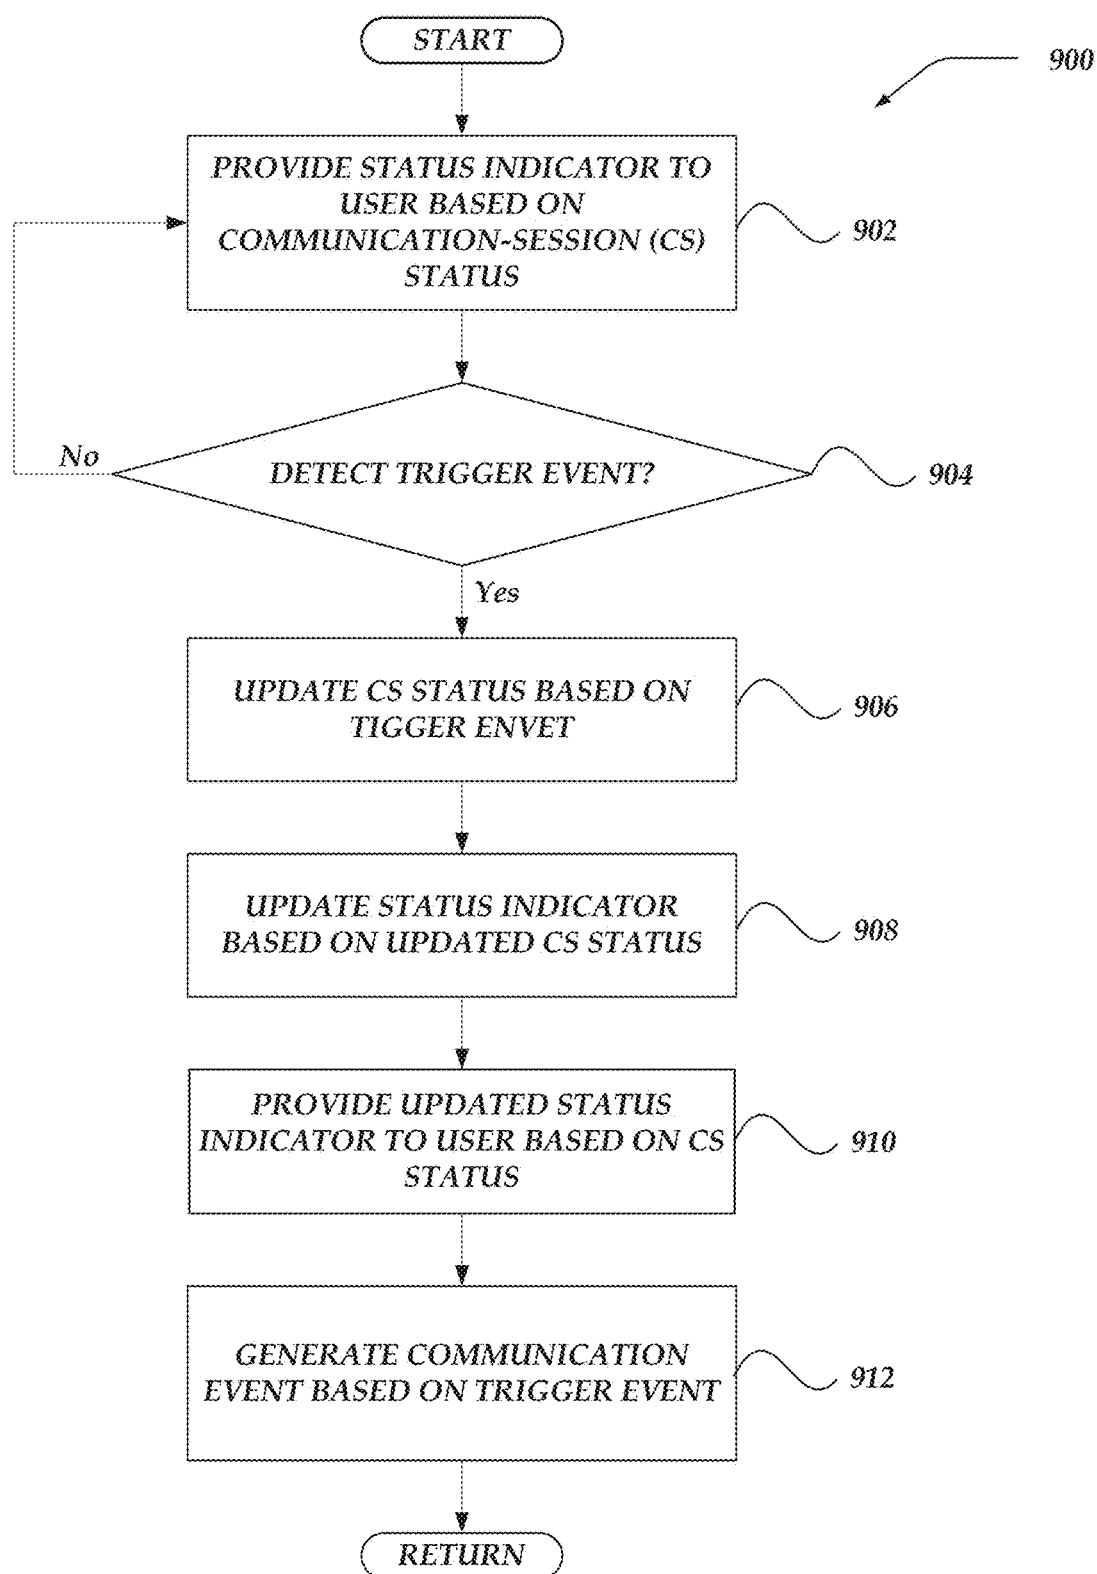 START
900
PROVIDE STATUS INDICATOR TO
USER BASED ON
COMMUNICATION-SESSION (CS)
STATUS
902
DETECT TRIGGER EVENT?
904
No
Yes
UPDATE CS STATUS BASED ON
TIGGER ENVET
906
UPDATE STATUS INDICATOR
BASED ON UPDATED CS STATUS
908
PROVIDE UPDATED STATUS
INDICATOR TO USER BASED ON CS
STATUS
910
GENERATE COMMUNICATION
EVENT BASED ON TRIGGER EVENT
912
RETURN